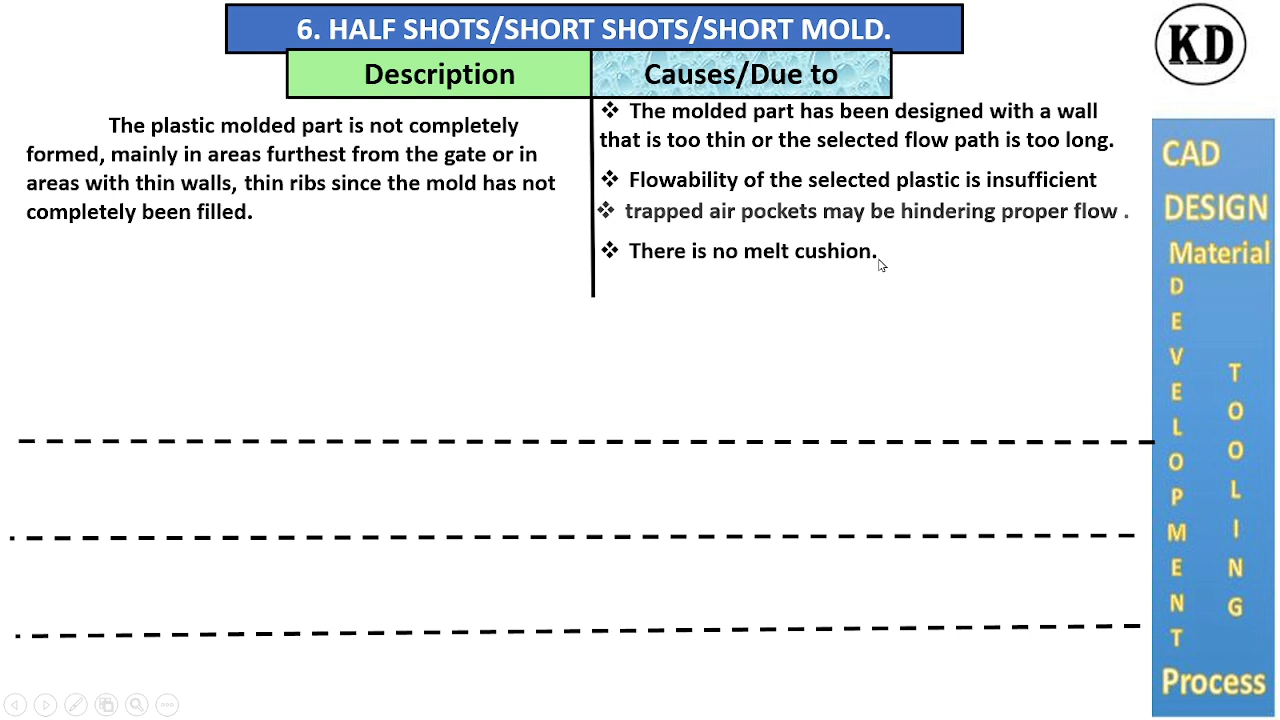 6. HALF SHOTS/SHORT SHOTS/SHORT MOLD.
Description
Causes/Due to
The plastic molded part is not completely
formed, mainly in areas furthest from the gate or in
areas with thin walls, thin ribs since the mold has not
completely been filled.
❖ The molded part has been designed with a wall
that is too thin or the selected flow path is too long.
❖ Flowability of the selected plastic is insufficient
❖ trapped air pockets may be hindering proper flow .
❖ There is no melt cushion.
KD
CAD
DESIGN
Material
DEVELOPMENT
TOOLING
Process